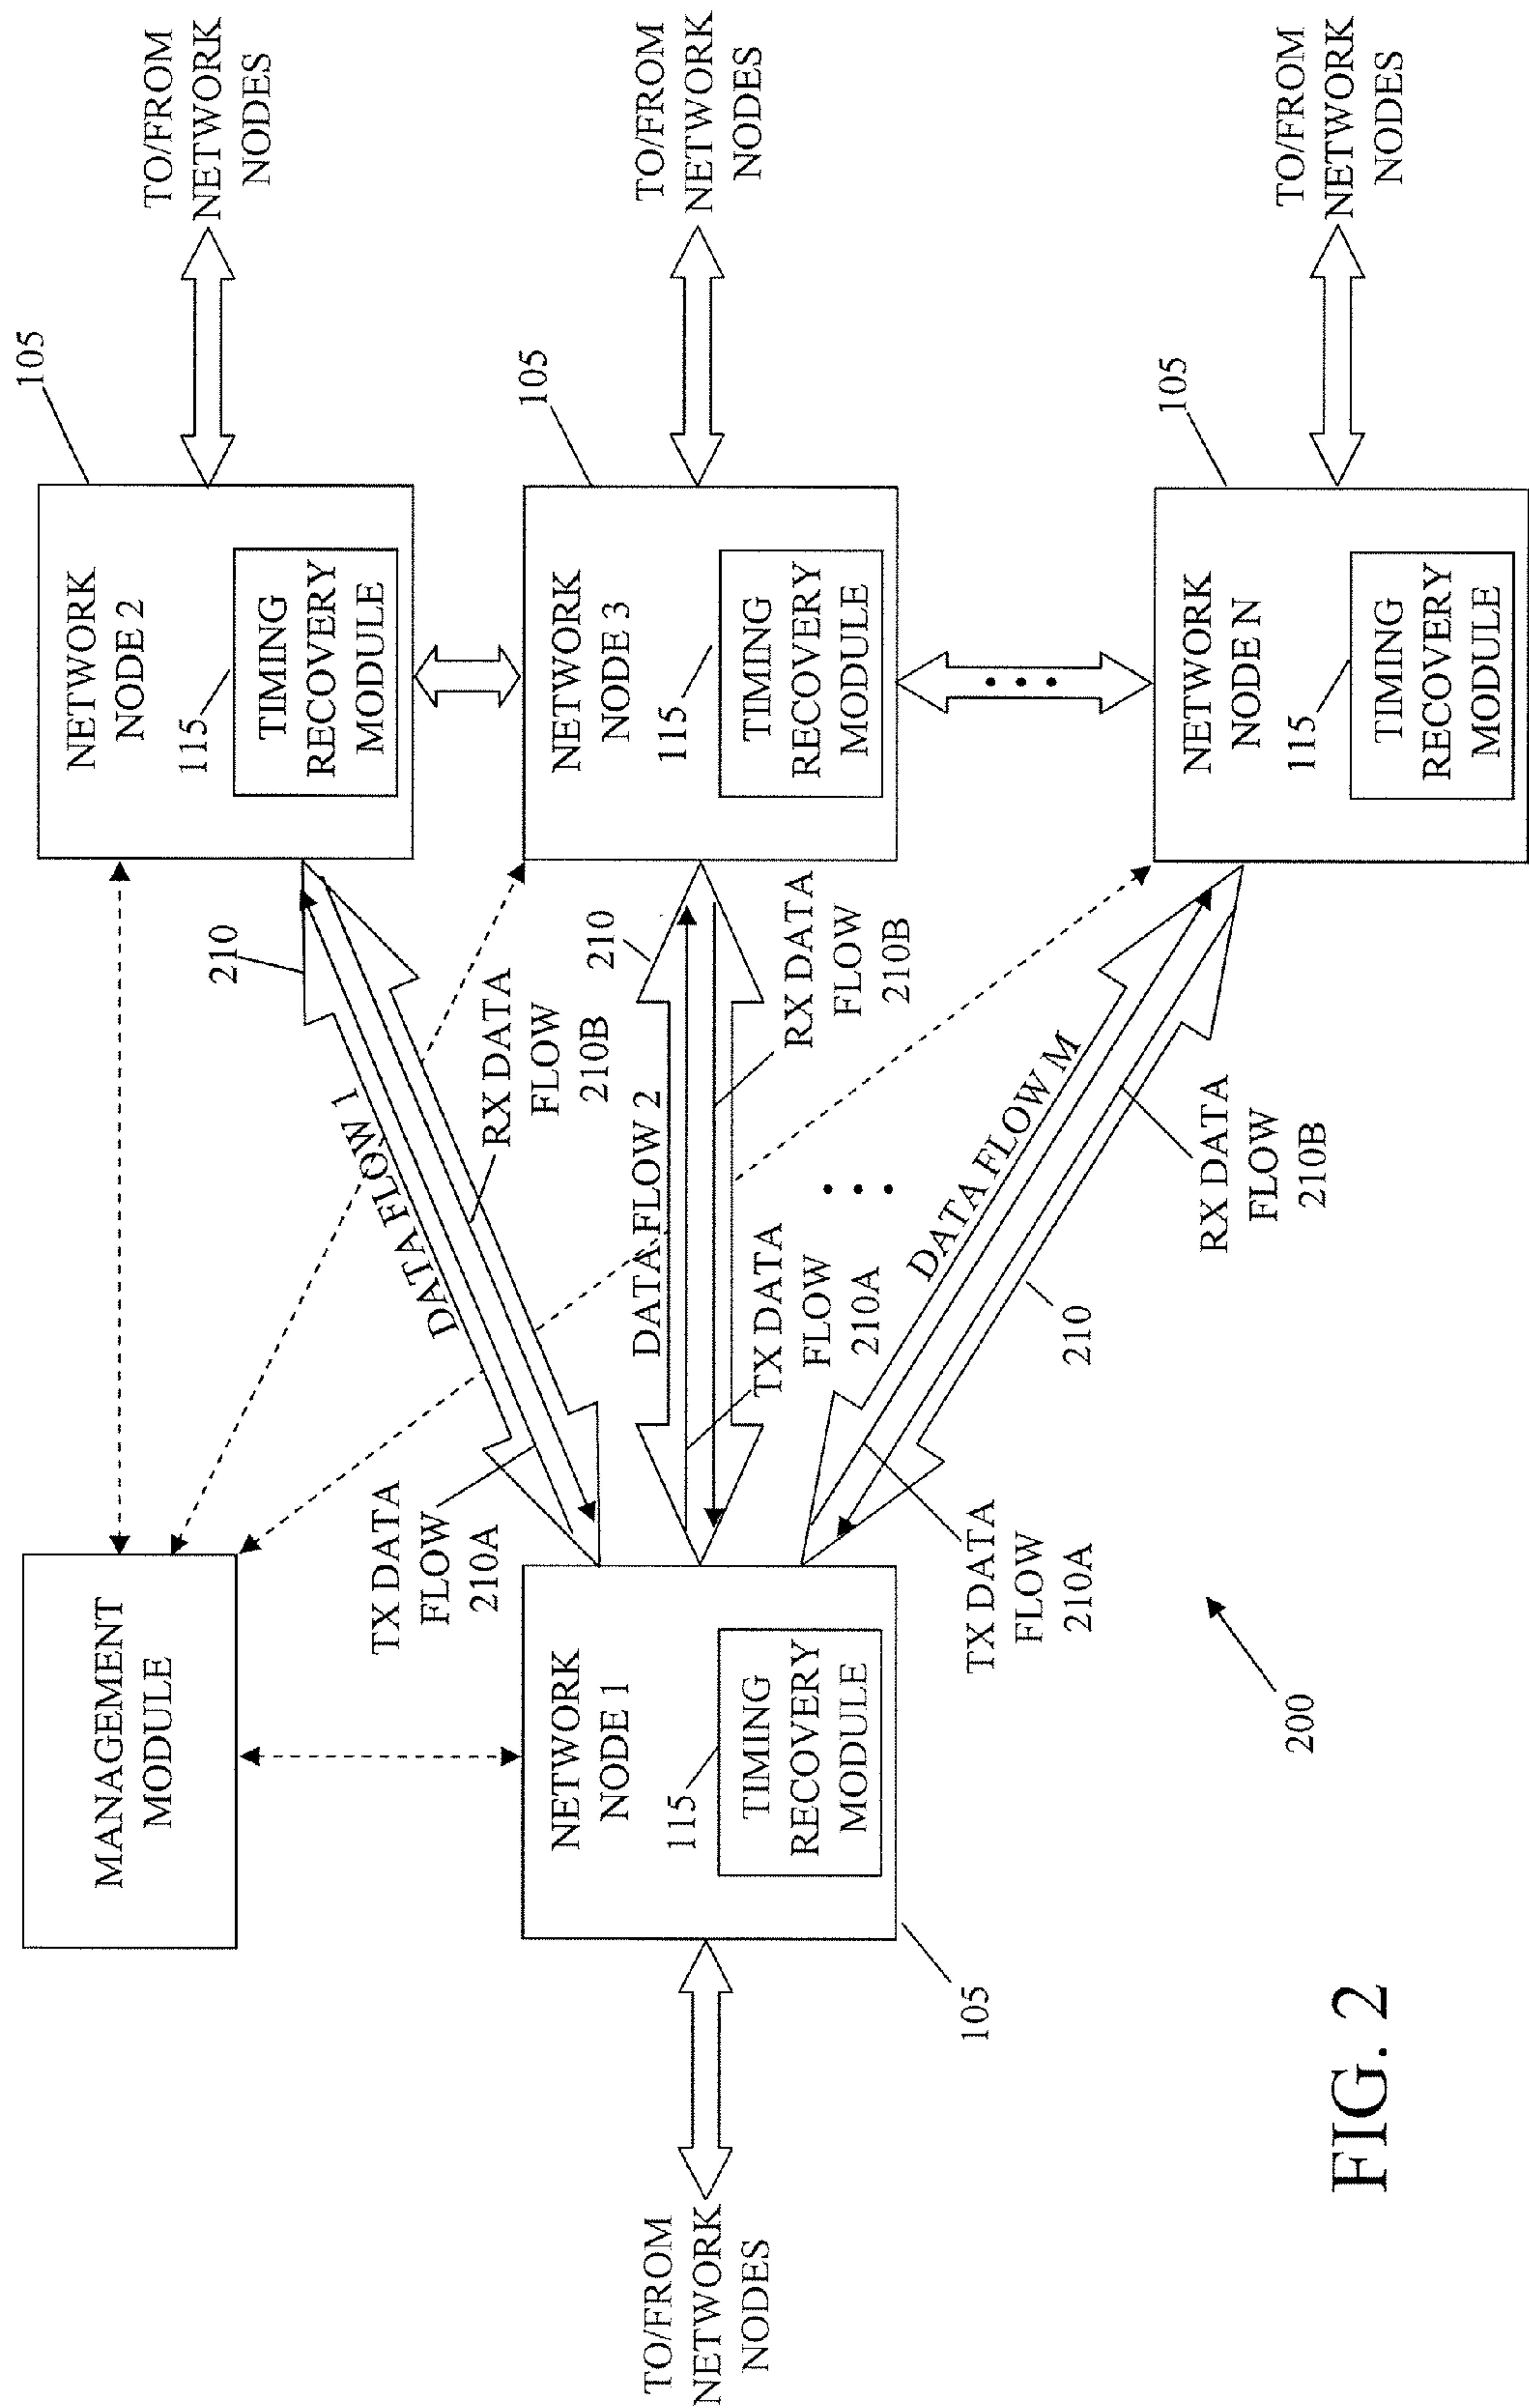 MANAGEMENT
MODULE
TO/FROM
NETWORK
NODES
105
NETWORK
NODE 1
115
TIMING
RECOVERY
MODULE
TX DATA
FLOW
210A
DATA FLOW 1
RX DATA
FLOW
210B
210
DATA FLOW 2
TX DATA
FLOW
210A
RX DATA
FLOW
210B
210
DATA FLOW M
TX DATA
FLOW
210A
RX DATA
FLOW
210B
210
105
NETWORK
NODE 2
115
TIMING
RECOVERY
MODULE
TO/FROM
NETWORK
NODES
105
NETWORK
NODE 3
115
TIMING
RECOVERY
MODULE
TO/FROM
NETWORK
NODES
105
NETWORK
NODE N
115
TIMING
RECOVERY
MODULE
TO/FROM
NETWORK
NODES
200
FIG. 2